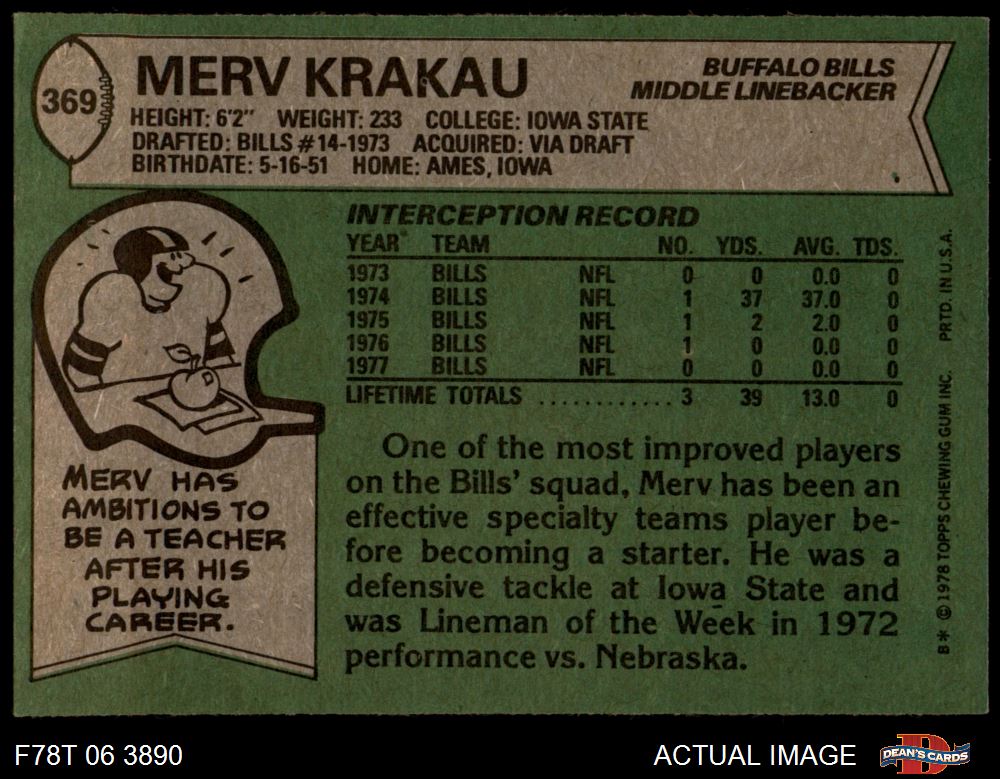 369
MERV KRAKAU
BUFFALO BILLS
MIDDLE LINEBACKER
HEIGHT: 6'2" WEIGHT: 233 COLLEGE: IOWA STATE
DRAFTED: BILLS #14-1973 ACQUIRED: VIA DRAFT
BIRTHDATE: 5-16-51 HOME: AMES, IOWA
INTERCEPTION RECORD
YEAR TEAM NO. YDS. AVG. TDS.
1973 BILLS NFL 0 0 0.0 0
1974 BILLS NFL 1 37 37.0 0
1975 BILLS NFL 1 2 2.0 0
1976 BILLS NFL 1 0 0.0 0
1977 BILLS NFL 0 0 0.0 0
LIFETIME TOTALS ............ 3 39 13.0 0
One of the most improved players
on the Bills' squad, Merv has been an
effective specialty teams player be-
fore becoming a starter. He was a
defensive tackle at Iowa State and
was Lineman of the Week in 1972
performance vs. Nebraska.
MERV HAS
AMBITIONS TO
BE A TEACHER
AFTER HIS
PLAYING
CAREER.
B* © 1978 TOPPS CHEWING GUM INC. PRTD. IN U.S.A.
F78T 06 3890
ACTUAL IMAGE
DEAN'S CARDS